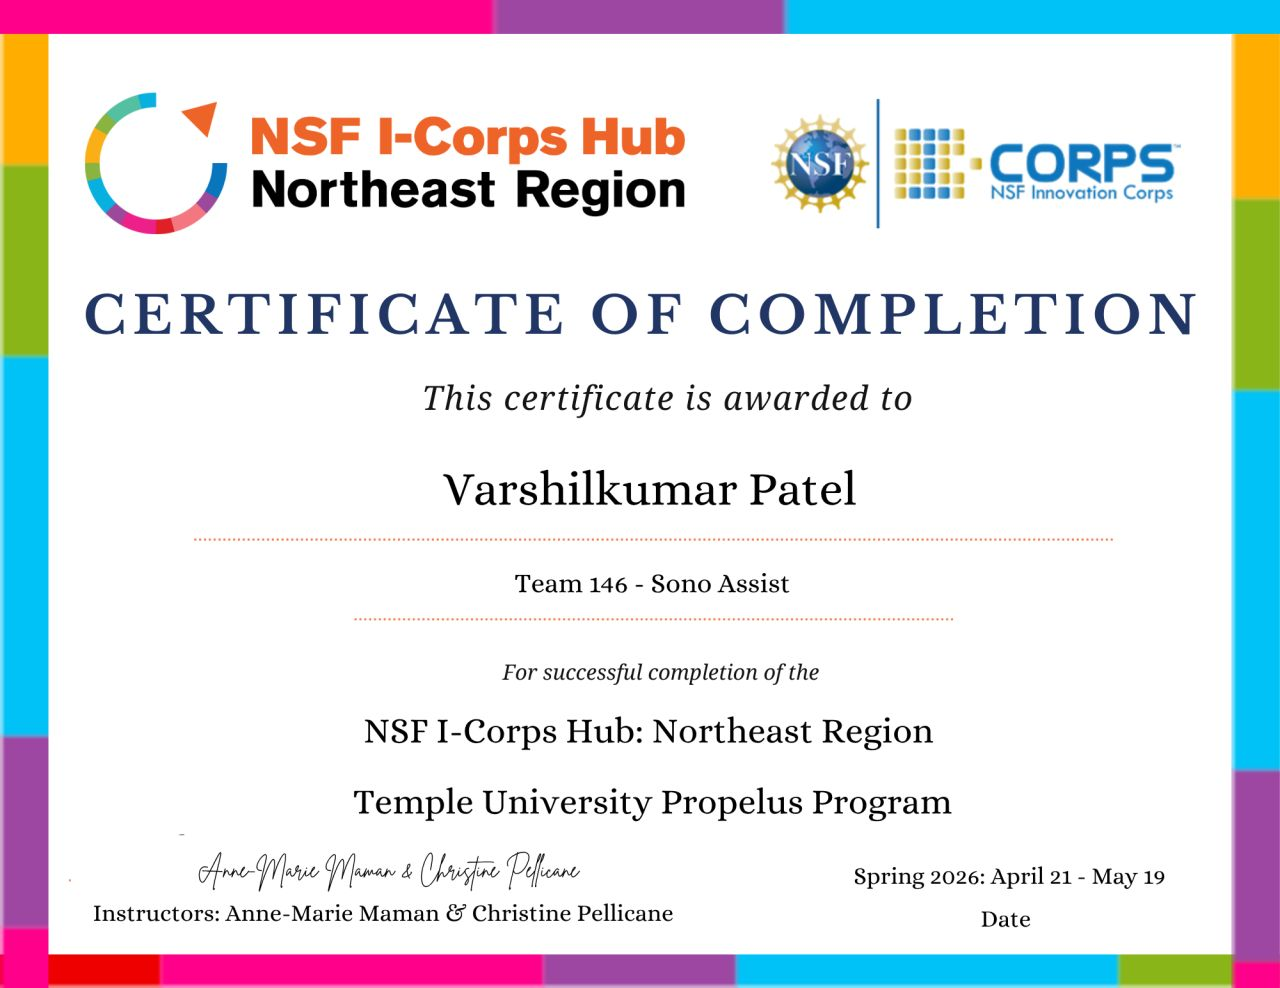 NSF I-Corps Hub
Northeast Region
NSF
CORPS™
NSF Innovation Corps
CERTIFICATE OF COMPLETION
This certificate is awarded to
Varshilkumar Patel
Team 146 - Sono Assist
For successful completion of the
NSF I-Corps Hub: Northeast Region
Temple University Propelus Program
Anne-Marie Maman & Christine Pellicane
Instructors: Anne-Marie Maman & Christine Pellicane
Spring 2026: April 21 - May 19
Date